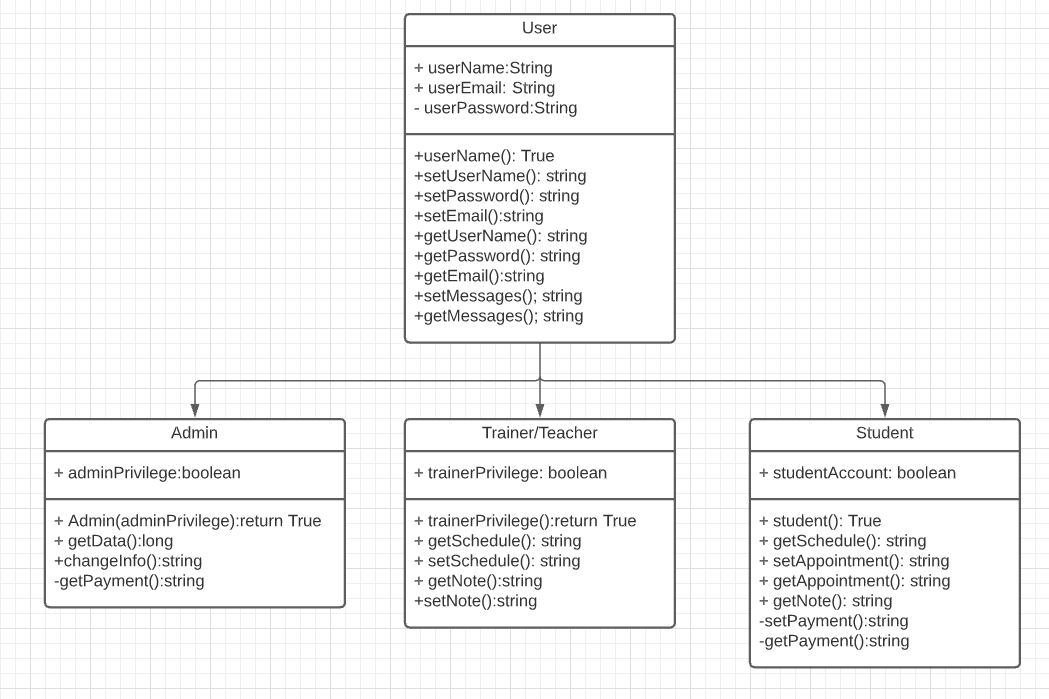 User
+ userName:String
+ userEmail: String
- userPassword:String
+userName(): True
+setUserName(): string
+setPassword(): string
+setEmail():string
+getUserName(): string
+getPassword(): string
+getEmail():string
+setMessages(); string
+getMessages(); string
Admin
+ adminPrivilege:boolean
+ Admin(adminPrivilege):return True
+ getData():long
+changeInfo():string
-getPayment():string
Trainer/Teacher
+ trainerPrivilege: boolean
+ trainerPrivilege():return True
+ getSchedule(): string
+ setSchedule(): string
+ getNote():string
+setNote():string
Student
+ studentAccount: boolean
+ student(): True
+ getSchedule(): string
+ setAppointment(): string
+ getAppointment(): string
+ getNote(): string
-setPayment():string
-getPayment():string